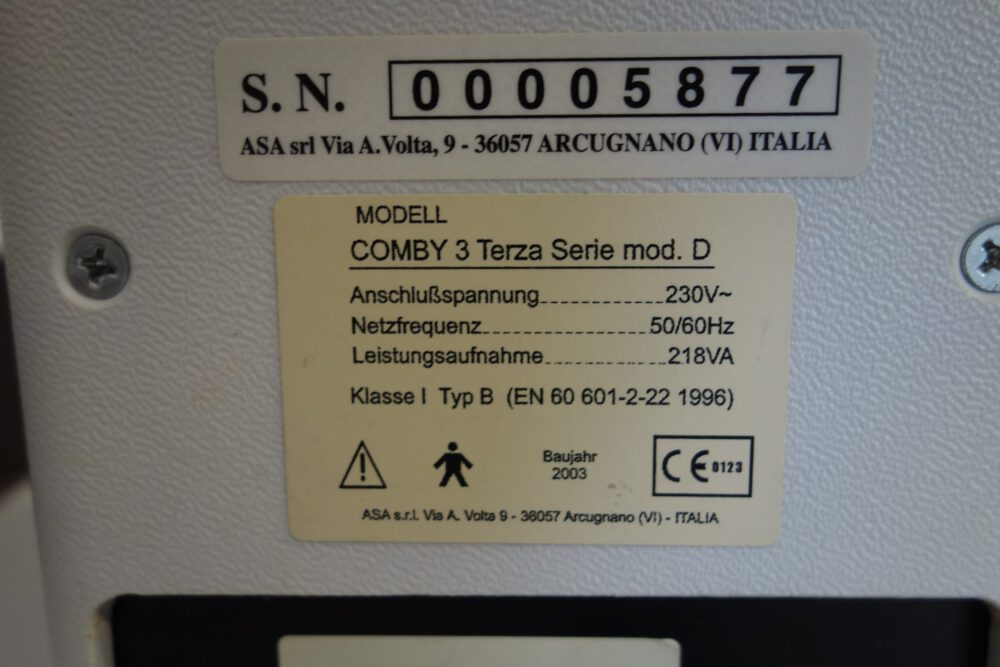 S. N. 00005877
ASA srl Via A. Volta, 9 - 36057 ARCUGNANO (VI) ITALIA
MODELL
COMBY 3 Terza Serie mod. D
Anschlußspannung 230V~
Netzfrequenz 50/60Hz
Leistungsaufnahme 218VA
Klasse I Typ B (EN 60 601-2-22 1996)
Baujahr
2003
CE 0123
ASA s.r.l. Via A. Volta 9 - 36057 Arcugnano (VI) - ITALIA